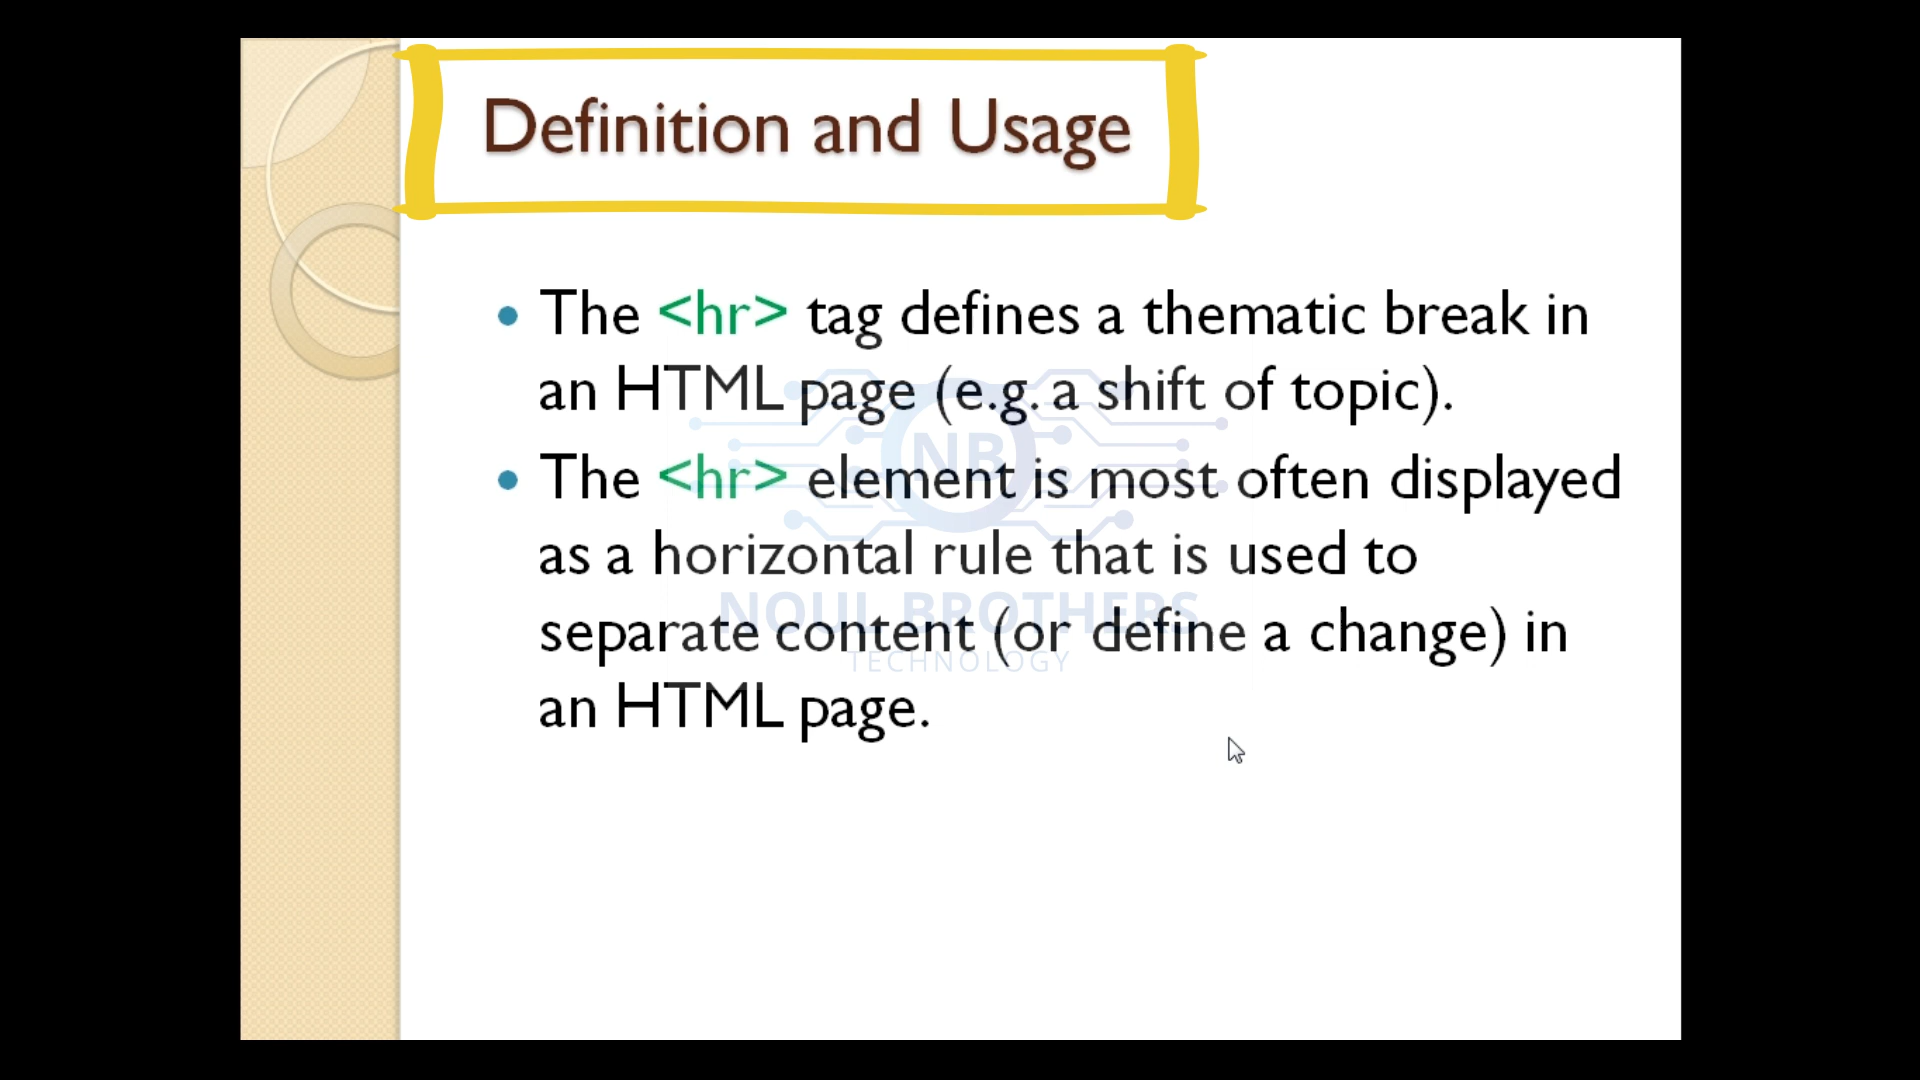 Definition and Usage
The <hr> tag defines a thematic break in
an HTML page (e.g. a shift of topic).
The <hr> element is most often displayed
as a horizontal rule that is used to
separate content (or define a change) in
an HTML page.
NB
NOUL BROTHERS
TECHNOLOGY